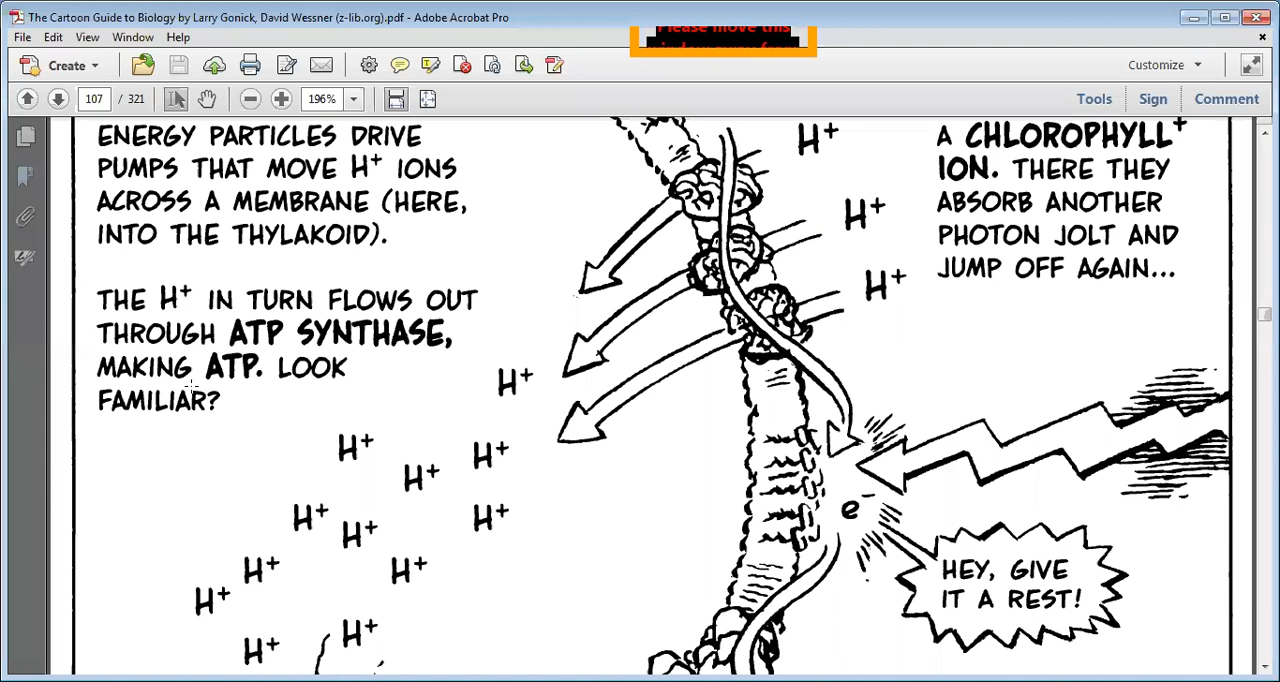 The Cartoon Guide to Biology by Larry Gonick, David Wessner (z-lib.org).pdf - Adobe Acrobat Pro
File Edit View Window Help
Please move this
Create
Customize
107 / 321
196%
Tools Sign Comment
ENERGY PARTICLES DRIVE
PUMPS THAT MOVE H+ IONS
ACROSS A MEMBRANE (HERE,
INTO THE THYLAKOID).
THE H+ IN TURN FLOWS OUT
THROUGH ATP SYNTHASE,
MAKING ATP. LOOK
FAMILIAR?
H+
H+
H+
A CHLOROPHYLL+
ION. THERE THEY
ABSORB ANOTHER
PHOTON JOLT AND
JUMP OFF AGAIN...
H+
H+
H+
H+
H+
H+
H+
H+
H+
H+
H+
H+
e-
HEY, GIVE
IT A REST!